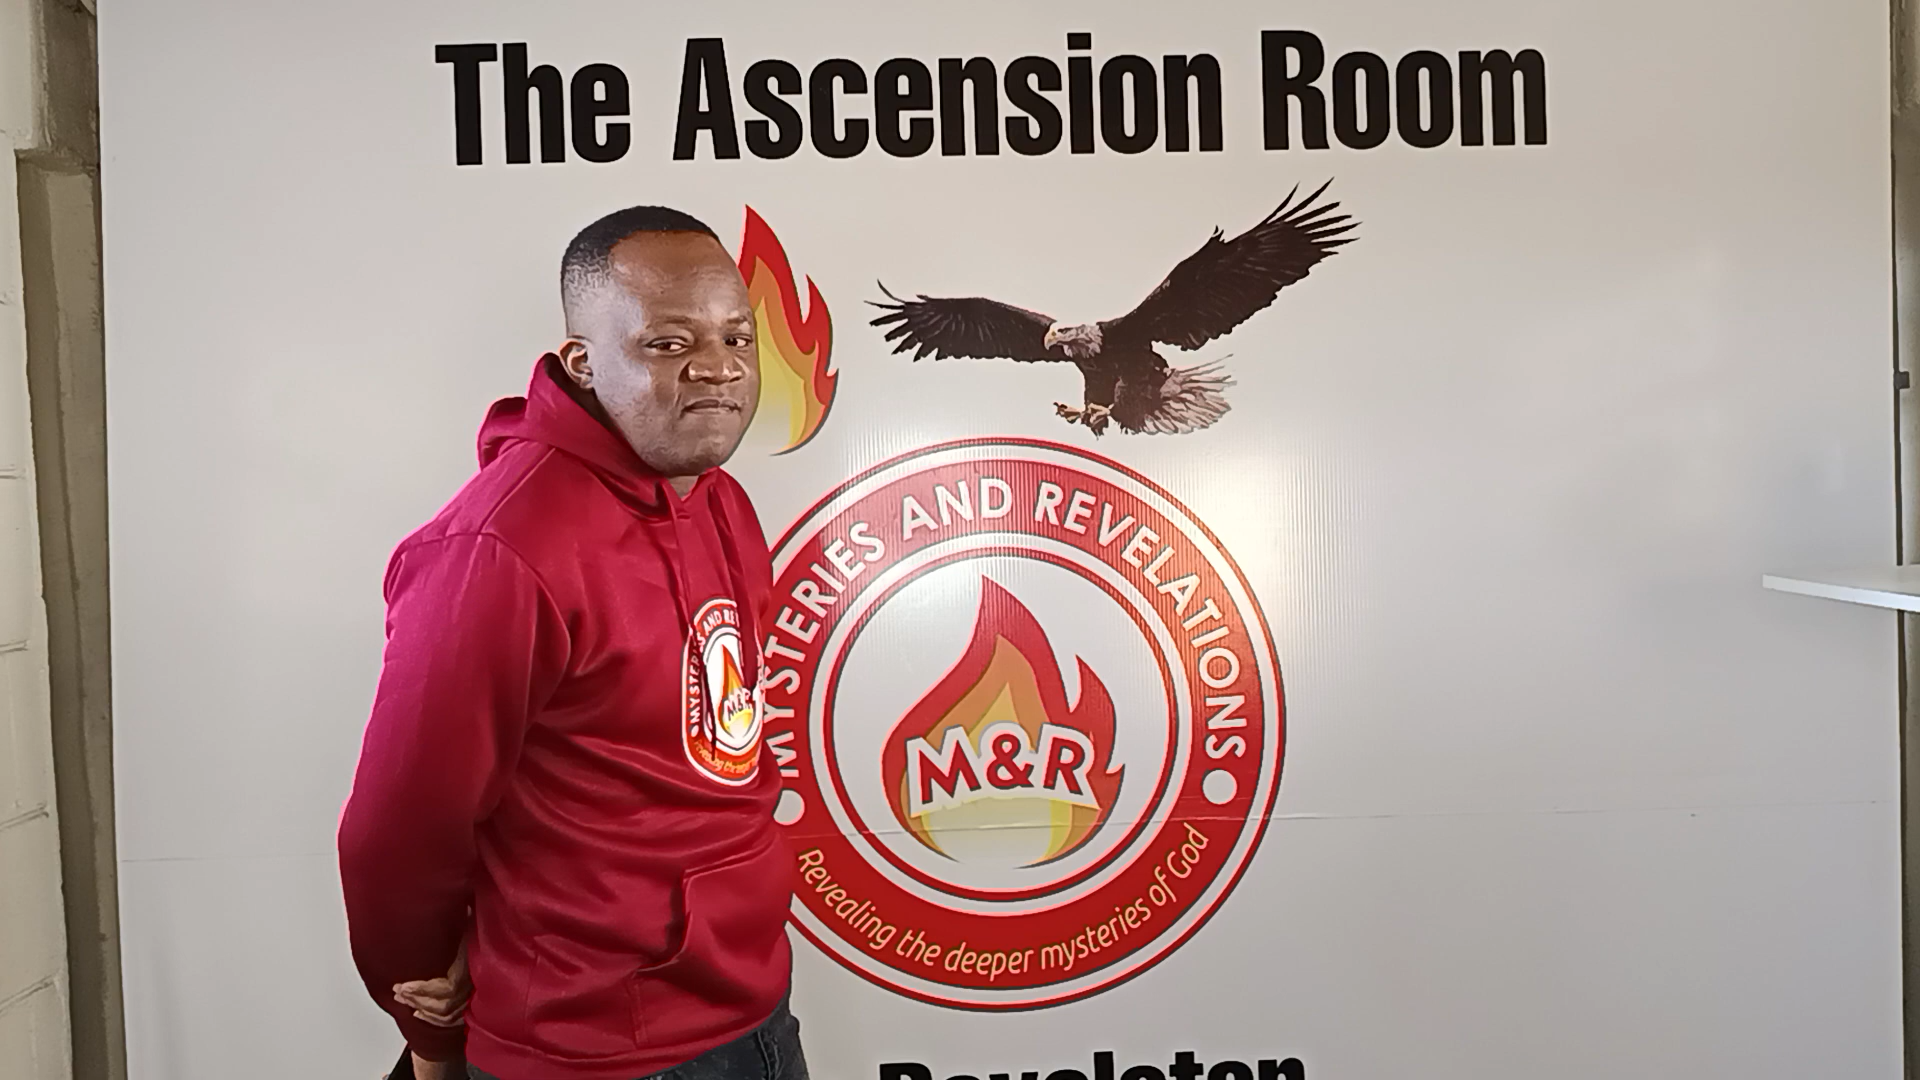 The Ascension Room
MYSTERIES AND REVELATIONS
M&R
Revealing the deeper mysteries of God
M&R